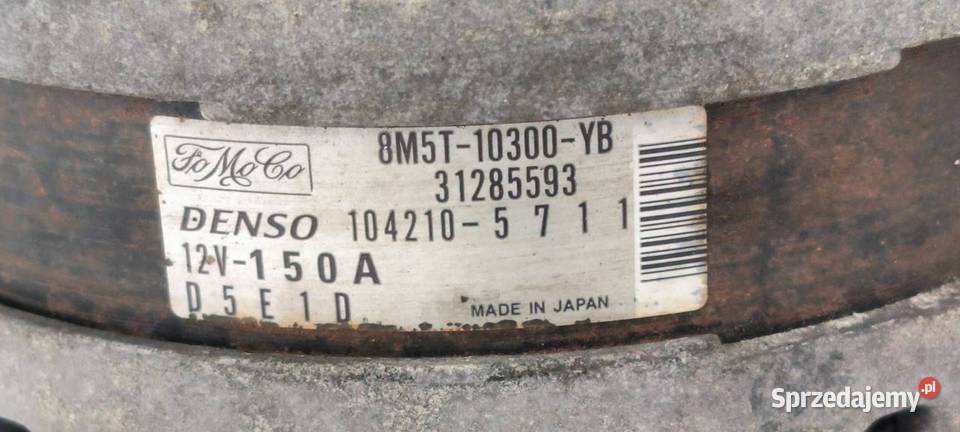 FoMoCo
8M5T-10300-YB
31285593
DENSO 104210-5711
12V-150A
D5E1D
MADE IN JAPAN
Sprzedajemy.pl